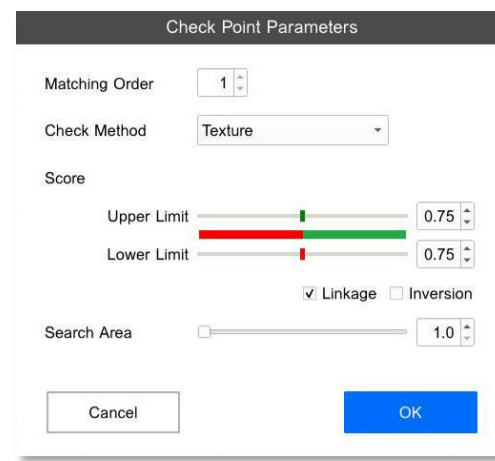 Check Point Parameters
Matching Order 1
Check Method Texture
Score
Upper Limit 0.75
Lower Limit 0.75
Linkage Inversion
Search Area 1.0
Cancel OK